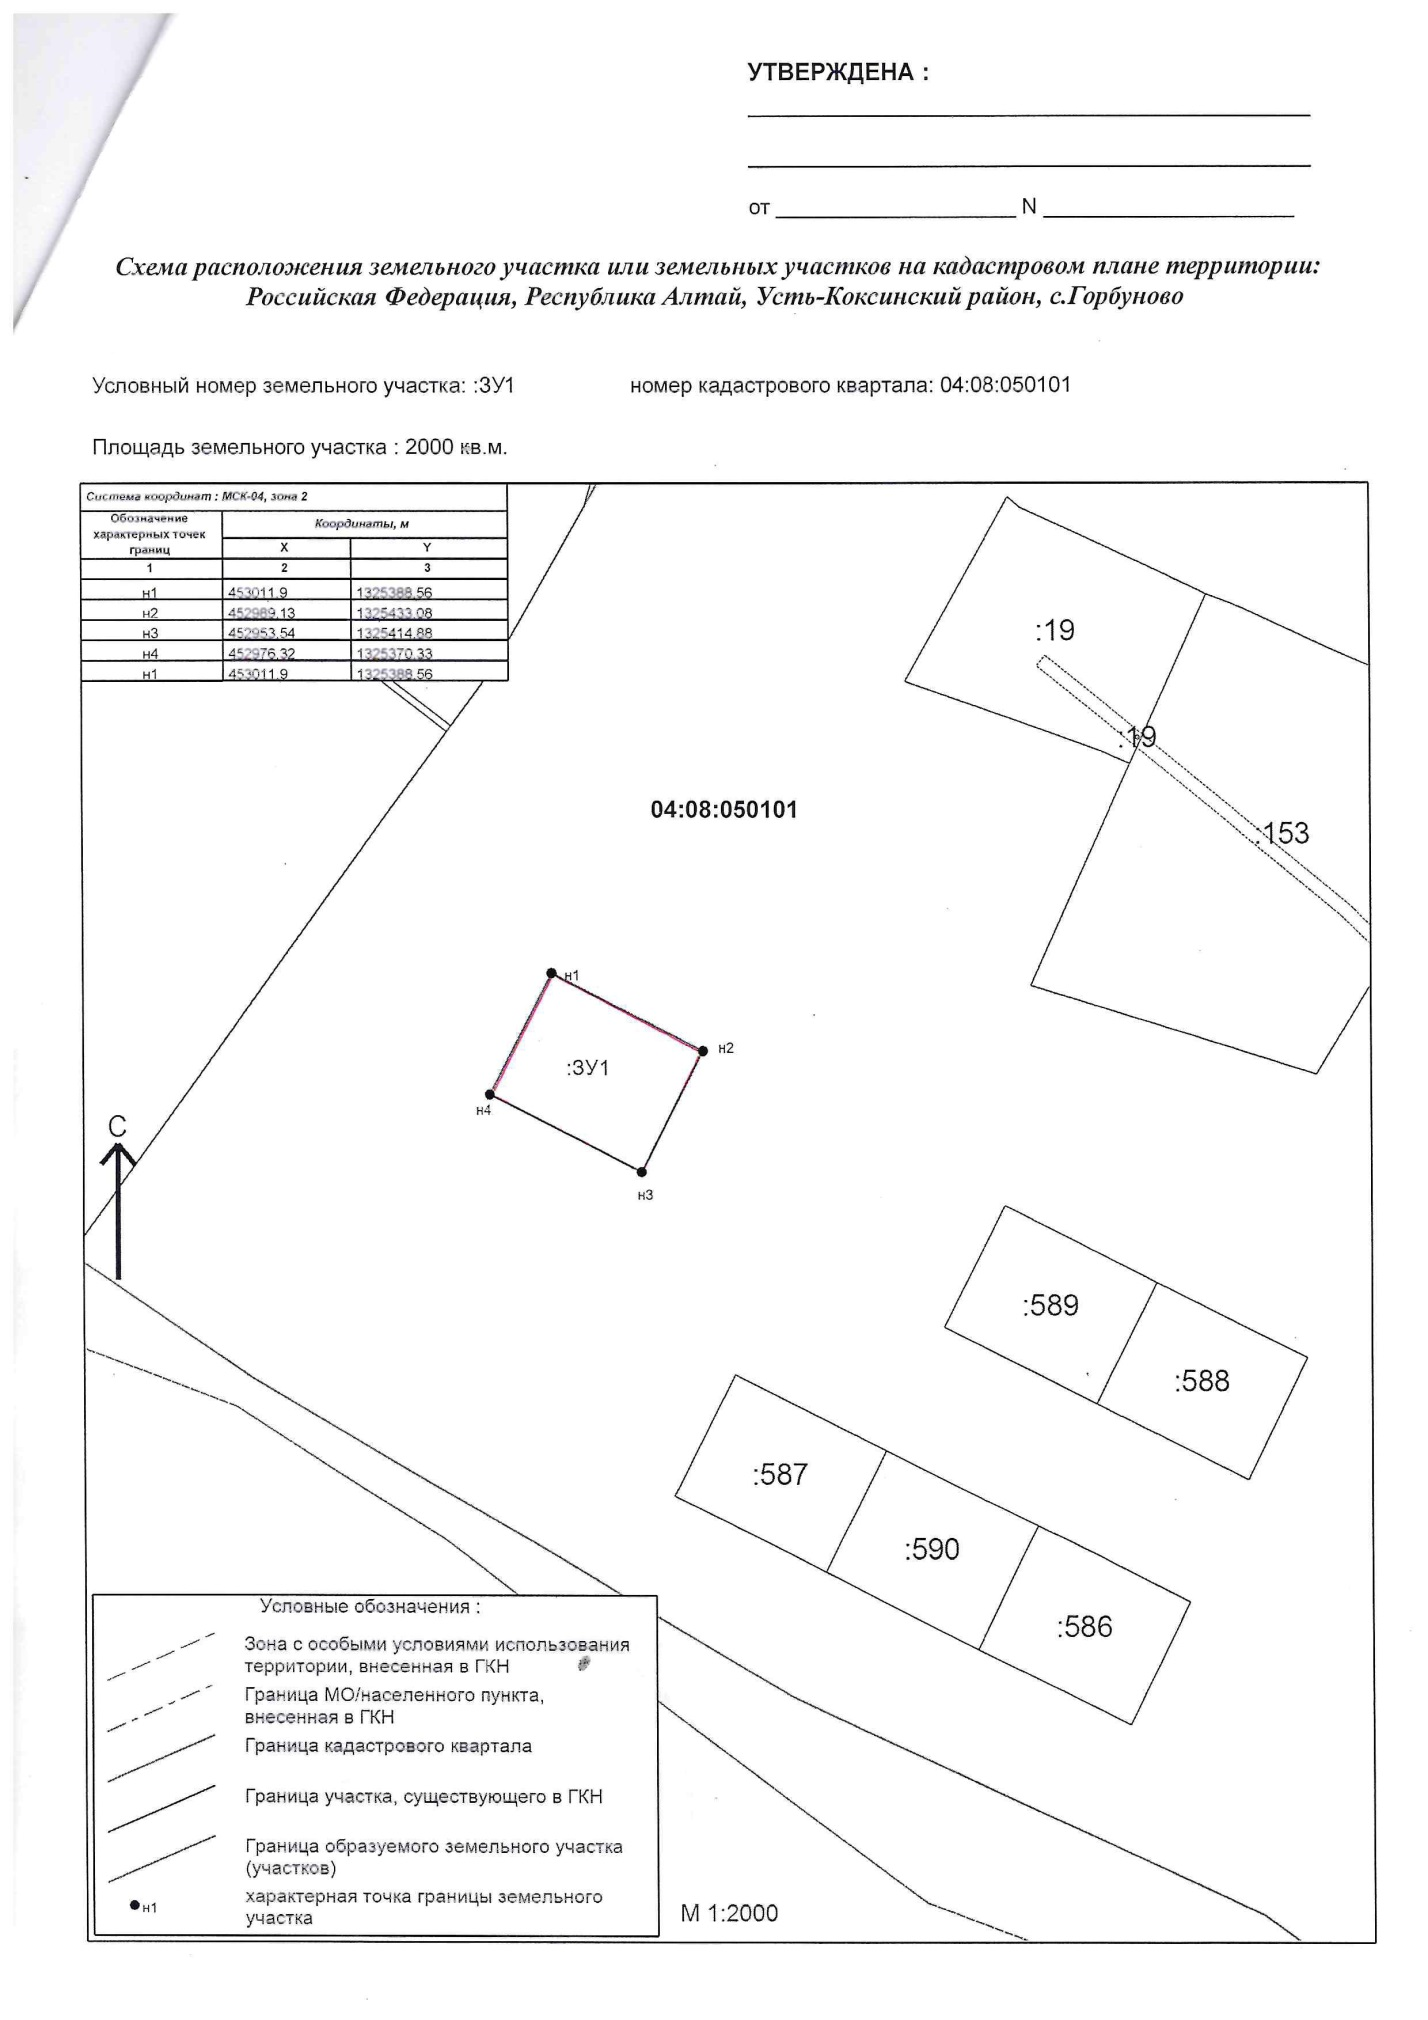 УТВЕРЖДЕНА :
от N
Схема расположения земельного участка или земельных участков на кадастровом плане территории:
Российская Федерация, Республика Алтай, Усть-Коксинский район, с.Горбуново
Условный номер земельного участка: :ЗУ1 номер кадастрового квартала: 04:08:050101
Площадь земельного участка : 2000 кв.м.
Система координат : МСК-04, зона 2
Обозначение
характерных точек
границ
Координаты, м
X Y
1 2 3
н1 453011.9 1325388.56
н2 452989.13 1325433.08
н3 452953.54 1325414.88
н4 452976.32 1325370.33
н1 453011.9 1325388.56
:19
:19
:153
04:08:050101
н1
н2
:ЗУ1
н4
н3
С
:589
:588
:587
:590
:586
Условные обозначения :
Зона с особыми условиями использования
территории, внесенная в ГКН
Граница МО/населенного пункта,
внесенная в ГКН
Граница кадастрового квартала
Граница участка, существующего в ГКН
Граница образуемого земельного участка
(участков)
н1
характерная точка границы земельного
участка
М 1:2000